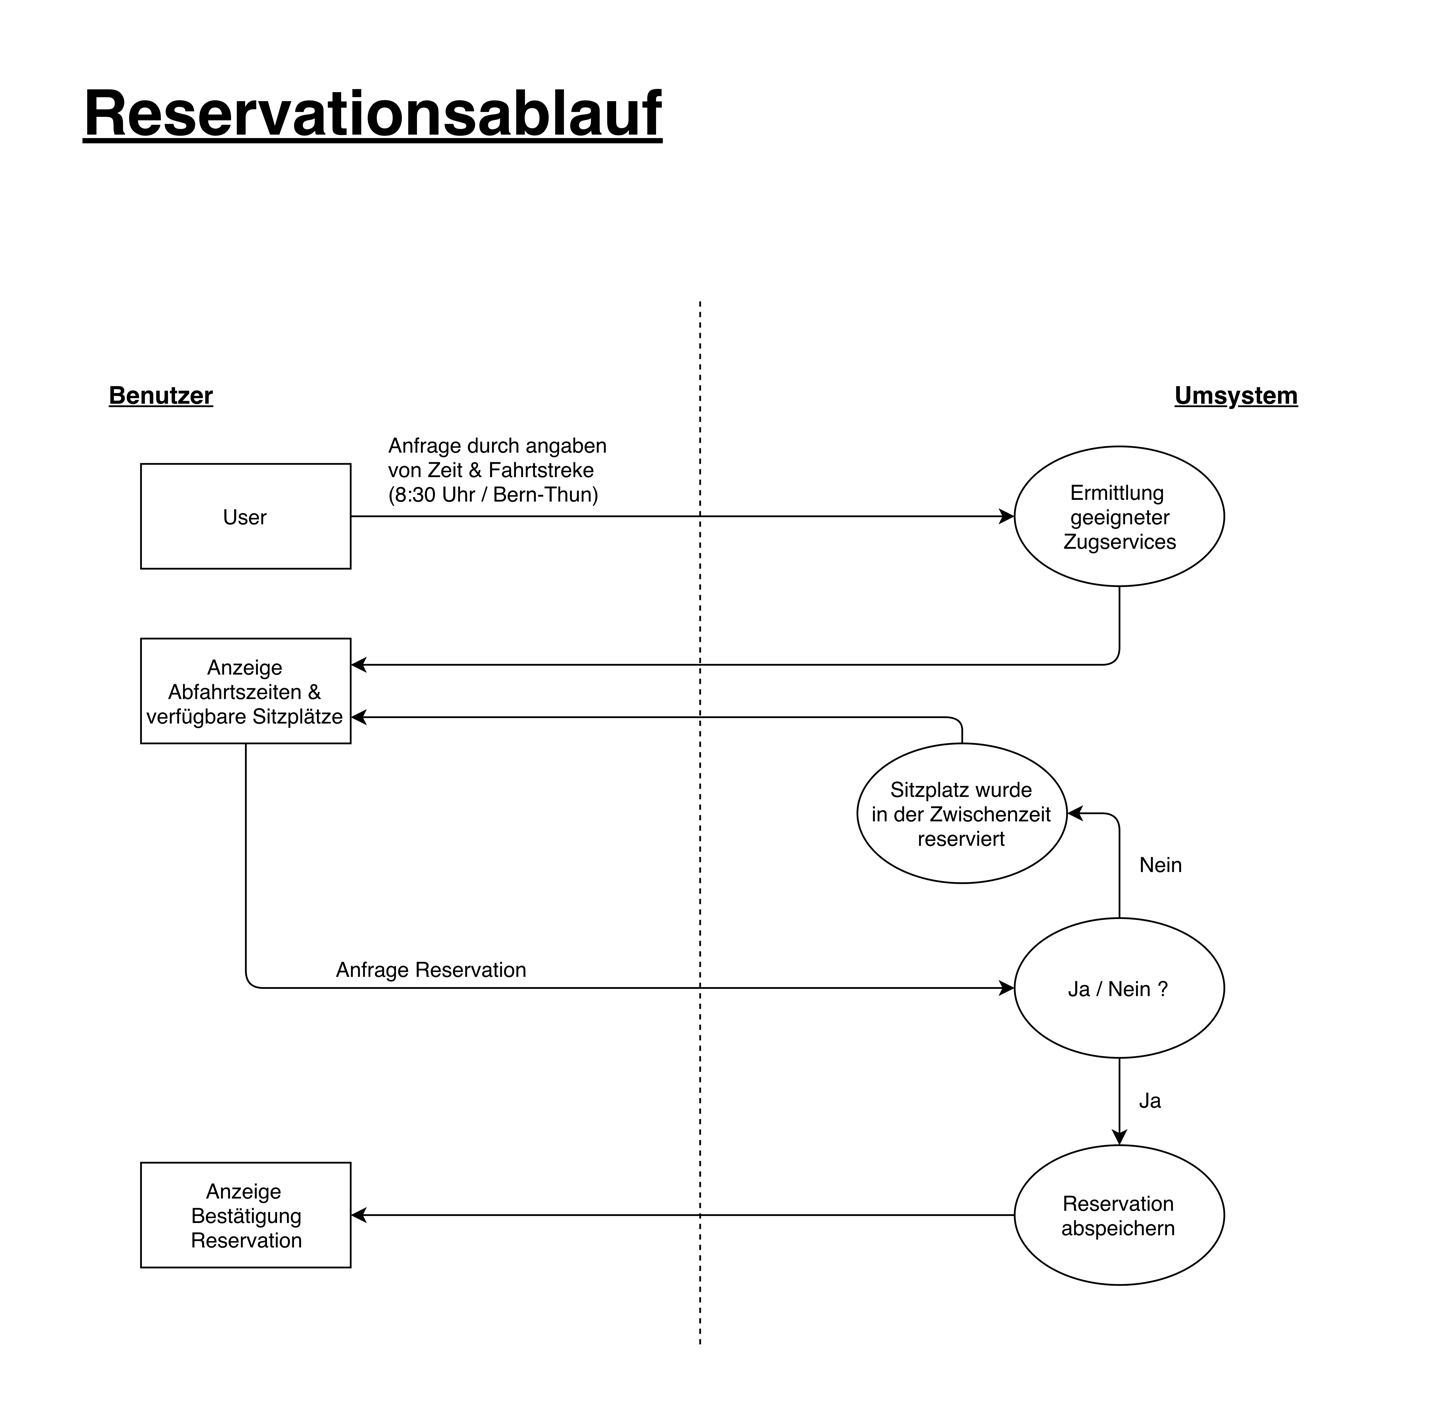 Reservationsablauf
Benutzer
Umsystem
Anfrage durch angaben
von Zeit & Fahrtstreke
(8:30 Uhr / Bern-Thun)
User
Ermittlung
geeigneter
Zugservices
Anzeige
Abfahrtszeiten &
verfügbare Sitzplätze
Sitzplatz wurde
in der Zwischenzeit
reserviert
Nein
Anfrage Reservation
Ja / Nein ?
Ja
Anzeige
Bestätigung
Reservation
Reservation
abspeichern